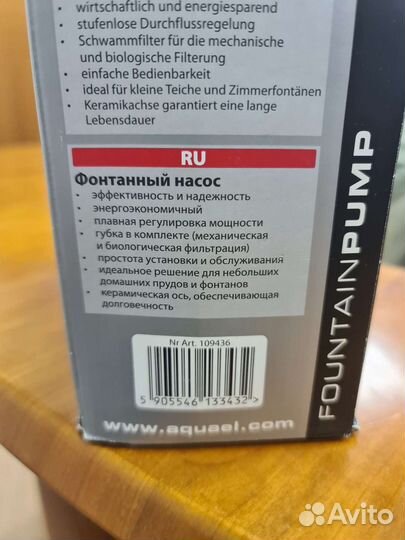 • wirtschaftlich und energiesparend
• stufenlose Durchflussregelung
• Schwammfilter für die mechanische
und biologische Filterung
• einfache Bedienbarkeit
• ideal für kleine Teiche und Zimmerfontänen
• Keramikachse garantiert eine lange
Lebensdauer
RU
Фонтанный насос
• эффективность и надежность
• энергоэкономичный
• плавная регулировка мощности
• губка в комплекте (механическая
и биологическая фильтрация)
• простота установки и обслуживания
• идеальное решение для небольших
домашних прудов и фонтанов
• керамическая ось, обеспечивающая
долговечность
Nr Art. 109436
5 905546 133432 >
www.aquael.com
FOUNTAINPUMP
Avito